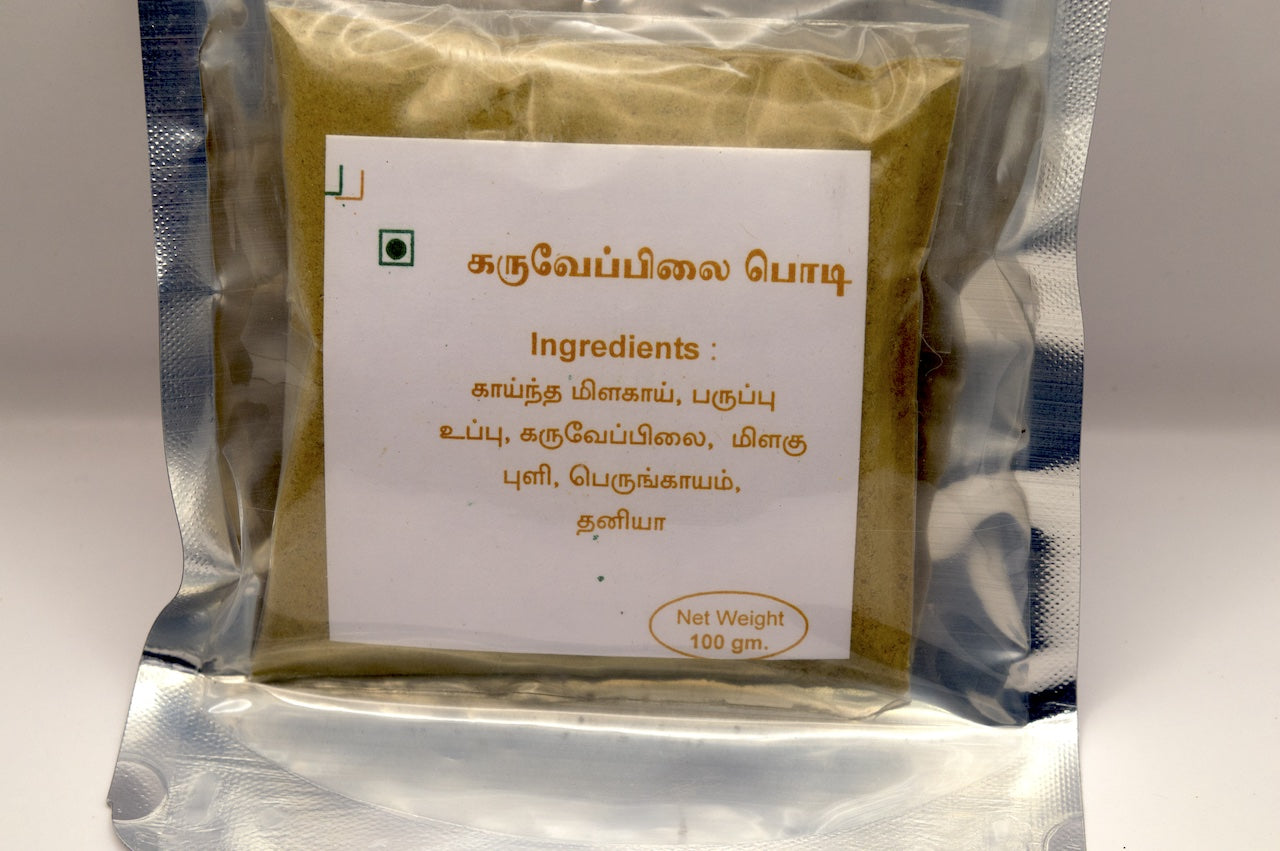 கருவேப்பிலை பொடி
Ingredients :
காய்ந்த மிளகாய், பருப்பு
உப்பு, கருவேப்பிலை, மிளகு
புளி, பெருங்காயம்,
தனியா
Net Weight
100 gm.